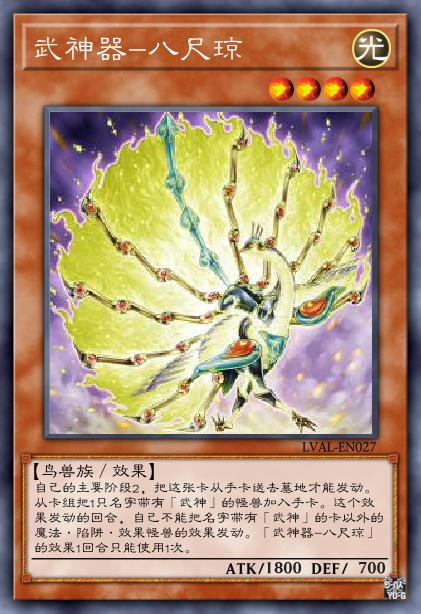 武神器–八尺琼
光
LVAL-EN027
【鸟兽族 / 效果】
自己的主要阶段2，把这张卡从手卡送去墓地才能发动。
从卡组把1只名字带有「武神」的怪兽加入手卡。这个效
果发动的回合，自己不能把名字带有「武神」的卡以外的
魔法·陷阱·效果怪兽的效果发动。「武神器–八尺琼」
的效果1回合只能使用1次。
ATK/1800 DEF/ 700